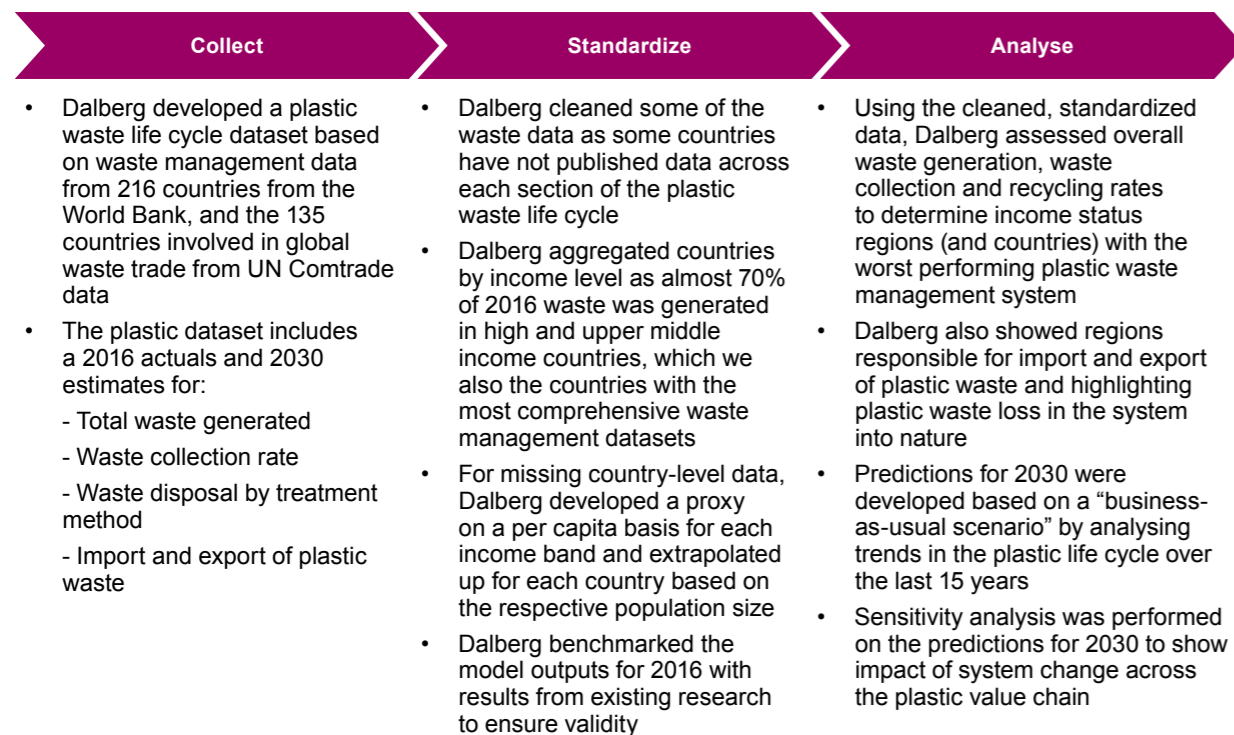 Collect
Standardize
Analyse
• Dalberg developed a plastic
waste life cycle dataset based
on waste management data
from 216 countries from the
World Bank, and the 135
countries involved in global
waste trade from UN Comtrade
data
• The plastic dataset includes
a 2016 actuals and 2030
estimates for:
- Total waste generated
- Waste collection rate
- Waste disposal by treatment
method
- Import and export of plastic
waste
• Dalberg cleaned some of the
waste data as some countries
have not published data across
each section of the plastic
waste life cycle
• Dalberg aggregated countries
by income level as almost 70%
of 2016 waste was generated
in high and upper middle
income countries, which we
also the countries with the
most comprehensive waste
management datasets
• For missing country-level data,
Dalberg developed a proxy
on a per capita basis for each
income band and extrapolated
up for each country based on
the respective population size
• Dalberg benchmarked the
model outputs for 2016 with
results from existing research
to ensure validity
• Using the cleaned, standardized
data, Dalberg assessed overall
waste generation, waste
collection and recycling rates
to determine income status
regions (and countries) with the
worst performing plastic waste
management system
• Dalberg also showed regions
responsible for import and export
of plastic waste and highlighting
plastic waste loss in the system
into nature
• Predictions for 2030 were
developed based on a “business-
as-usual scenario” by analysing
trends in the plastic life cycle over
the last 15 years
• Sensitivity analysis was performed
on the predictions for 2030 to show
impact of system change across
the plastic value chain